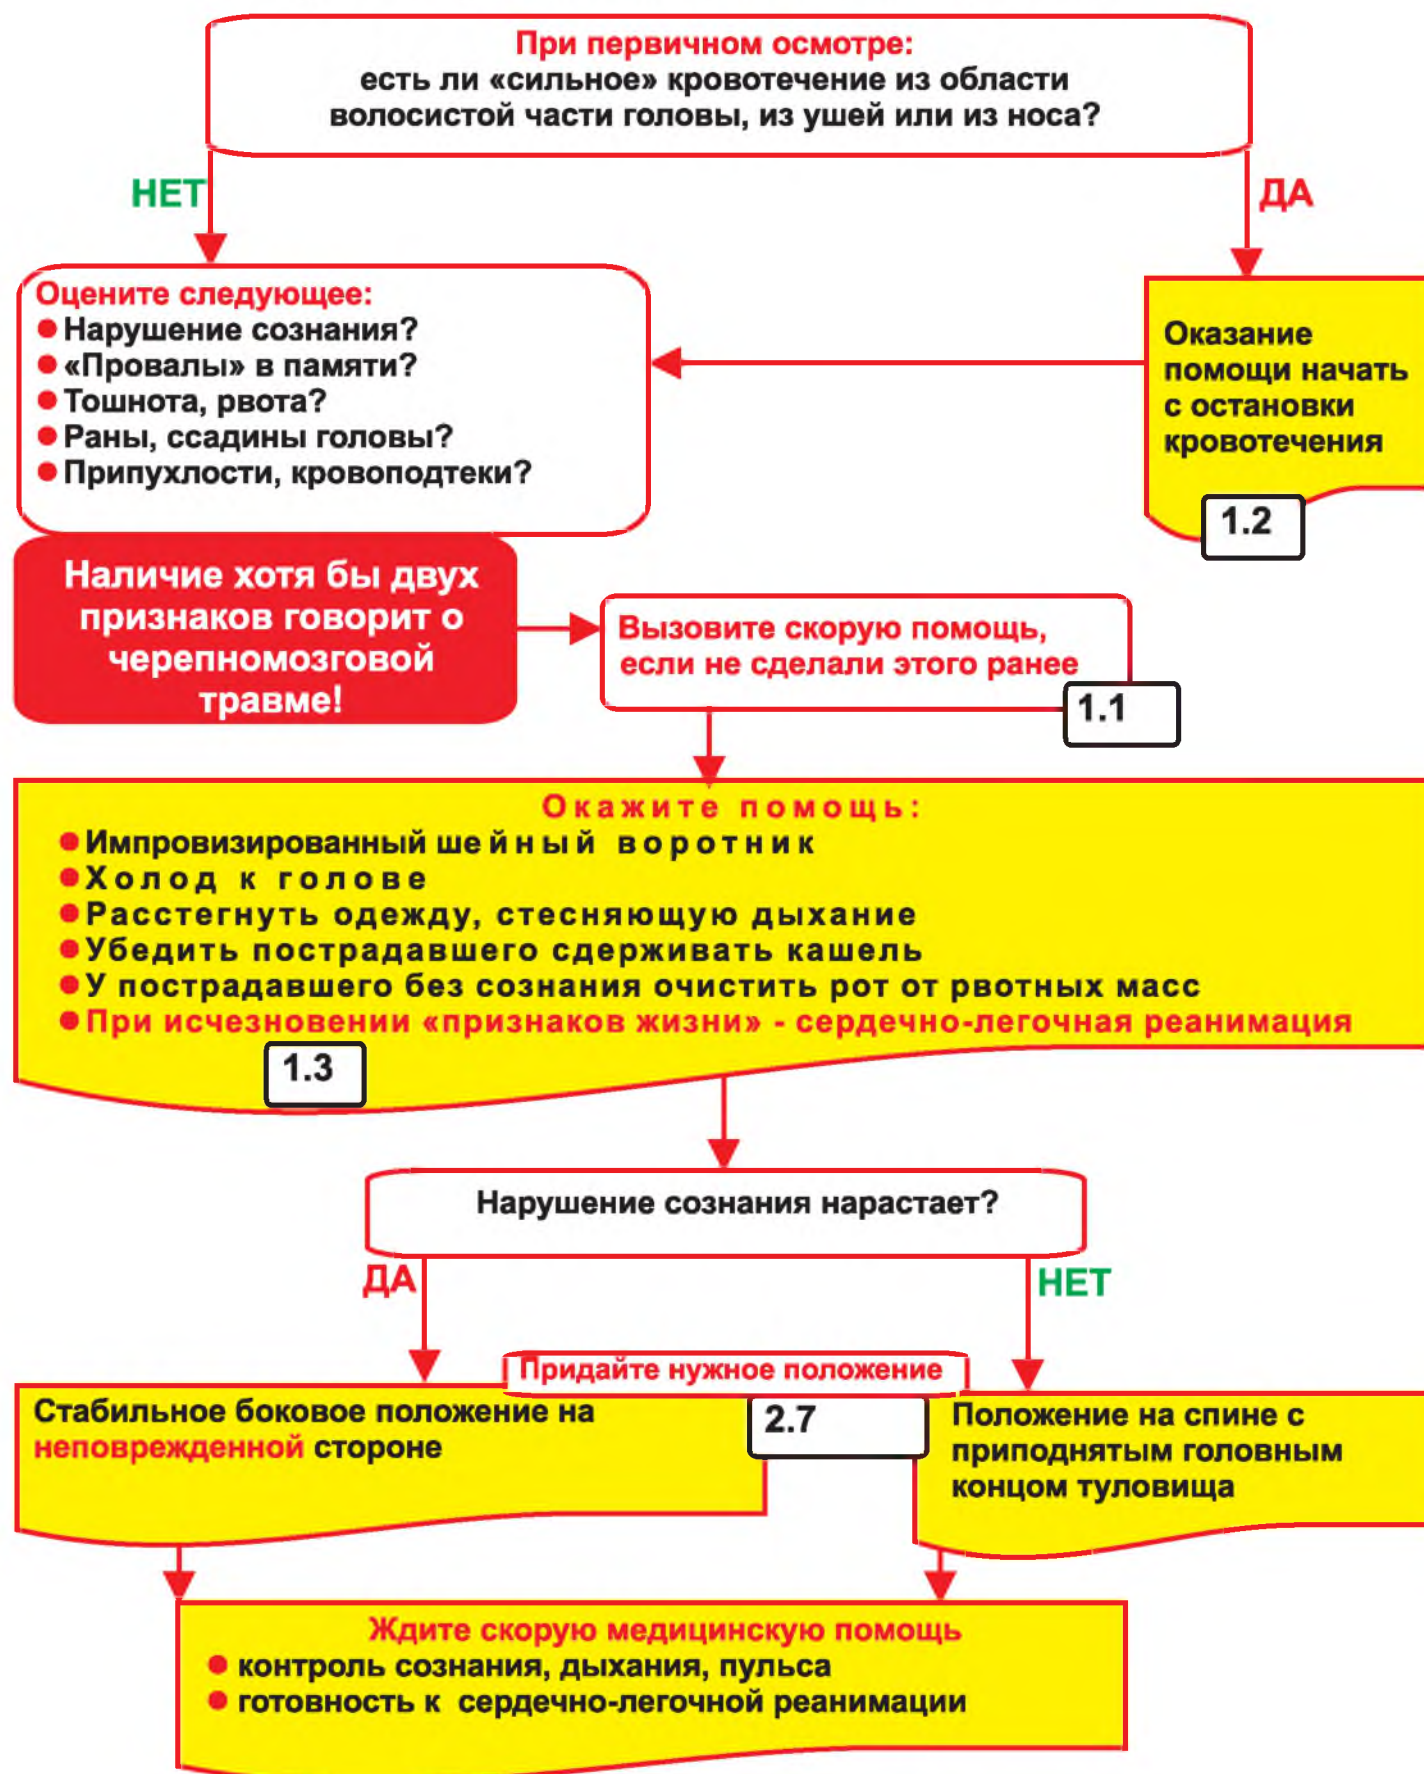 При первичном осмотре:
есть ли «сильное» кровотечение из области
волосистой части головы, из ушей или из носа?
НЕТ
ДА
Оцените следующее:
Нарушение сознания?
«Провалы» в памяти?
Тошнота, рвота?
Раны, ссадины головы?
Припухлости, кровоподтеки?
Оказание
помощи начать
с остановки
кровотечения
1.2
Наличие хотя бы двух
признаков говорит о
черепномозговой
травме!
Вызовите скорую помощь,
если не сделали этого ранее
1.1
Окажите помощь:
Импровизированный шейный воротник
Холод к голове
Расстегнуть одежду, стесняющую дыхание
Убедить пострадавшего сдерживать кашель
У пострадавшего без сознания очистить рот от рвотных масс
При исчезновении «признаков жизни» - сердечно-легочная реанимация
1.3
Нарушение сознания нарастает?
ДА
НЕТ
Придайте нужное положение
2.7
Стабильное боковое положение на
неповрежденной стороне
Положение на спине с
приподнятым головным
концом туловища
Ждите скорую медицинскую помощь
контроль сознания, дыхания, пульса
готовность к сердечно-легочной реанимации